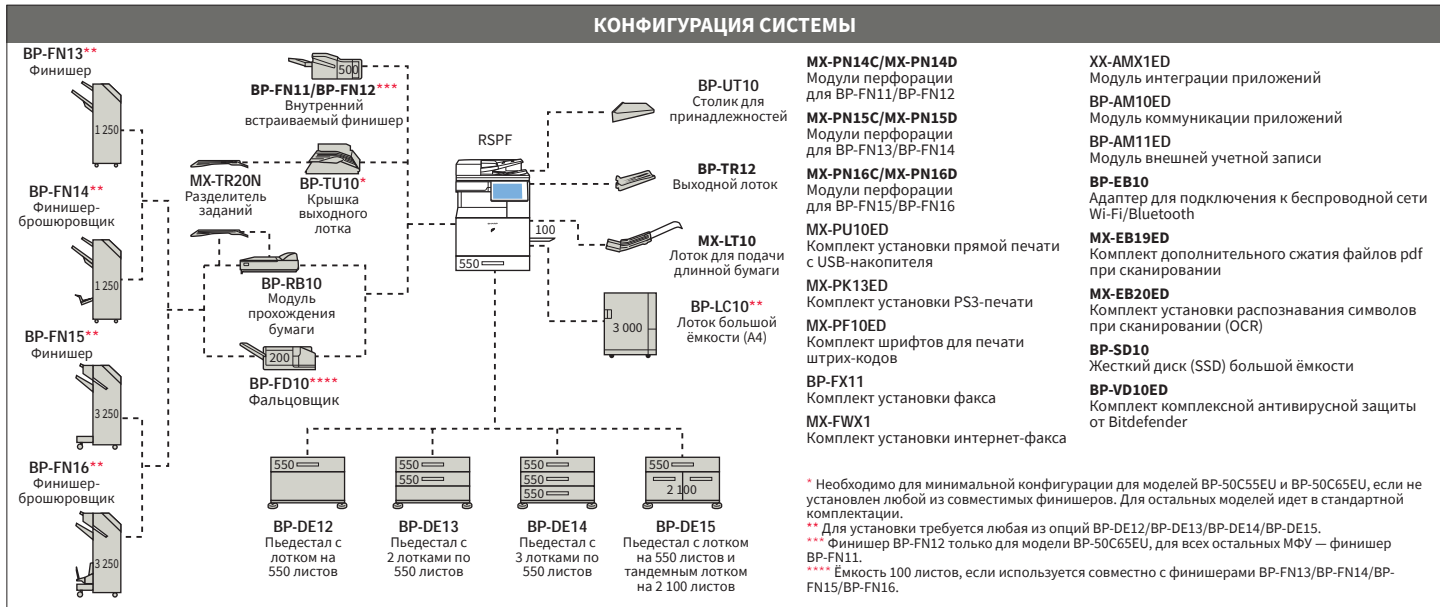 КОНФИГУРАЦИЯ СИСТЕМЫ
BP-FN13**
Финишер
1 250
BP-FN14**
Финишер-
брошюровщик
1 250
BP-FN15**
Финишер
3 250
BP-FN16**
Финишер-
брошюровщик
3 250
500
BP-FN11/BP-FN12***
Внутренний
встраиваемый финишер
MX-TR20N
Разделитель
заданий
BP-TU10*
Крышка
выходного
лотка
BP-RB10
Модуль
прохождения
бумаги
200
BP-FD10****
Фальцовщик
RSPF
100
550
BP-UT10
Столик для
принадлежностей
BP-TR12
Выходной лоток
MX-LT10
Лоток для подачи
длинной бумаги
BP-LC10**
Лоток большой
ёмкости (A4)
3 000
550
BP-DE12
Пьедестал с
лотком на
550 листов
550
550
BP-DE13
Пьедестал с
2 лотками по
550 листов
550
550
550
BP-DE14
Пьедестал с
3 лотками по
550 листов
550
2 100
BP-DE15
Пьедестал с лотком
на 550 листов и
тандемным лотком
на 2 100 листов
MX-PN14C/MX-PN14D
Модули перфорации
для BP-FN11/BP-FN12
MX-PN15C/MX-PN15D
Модули перфорации
для BP-FN13/BP-FN14
MX-PN16C/MX-PN16D
Модули перфорации
для BP-FN15/BP-FN16
MX-PU10ED
Комплект установки прямой печати
с USB-накопителя
MX-PK13ED
Комплект установки PS3-печати
MX-PF10ED
Комплект шрифтов для печати
штрих-кодов
BP-FX11
Комплект установки факса
MX-FWX1
Комплект установки интернет-факса
XX-AMX1ED
Модуль интеграции приложений
BP-AM10ED
Модуль коммуникации приложений
BP-AM11ED
Модуль внешней учетной записи
BP-EB10
Адаптер для подключения к беспроводной сети
Wi-Fi/Bluetooth
MX-EB19ED
Комплект дополнительного сжатия файлов pdf
при сканировании
MX-EB20ED
Комплект установки распознавания символов
при сканировании (OCR)
BP-SD10
Жесткий диск (SSD) большой ёмкости
BP-VD10ED
Комплект комплексной антивирусной защиты
от Bitdefender
* Необходимо для минимальной конфигурации для моделей BP-50C55EU и BP-50C65EU, если не
установлен любой из совместимых финишеров. Для остальных моделей идет в стандартной
комплектации.
** Для установки требуется любая из опций BP-DE12/BP-DE13/BP-DE14/BP-DE15.
*** Финишер BP-FN12 только для модели BP-50C65EU, для всех остальных МФУ — финишер
BP-FN11.
**** Ёмкость 100 листов, если используется совместно с финишерами BP-FN13/BP-FN14/BP-
FN15/BP-FN16.